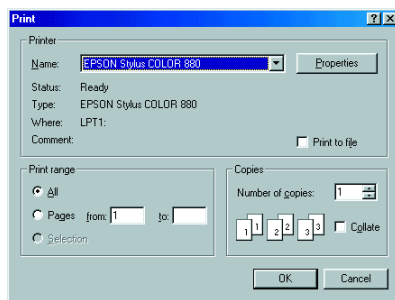 Print
Printer
Name: EPSON Stylus COLOR 880 Properties
Status: Ready
Type: EPSON Stylus COLOR 880
Where: LPT1:
Comment: Print to file
Print range
All
Pages from: 1 to:
Selection
Copies
Number of copies: 1
1 1 2 2 3 3 Collate
OK Cancel